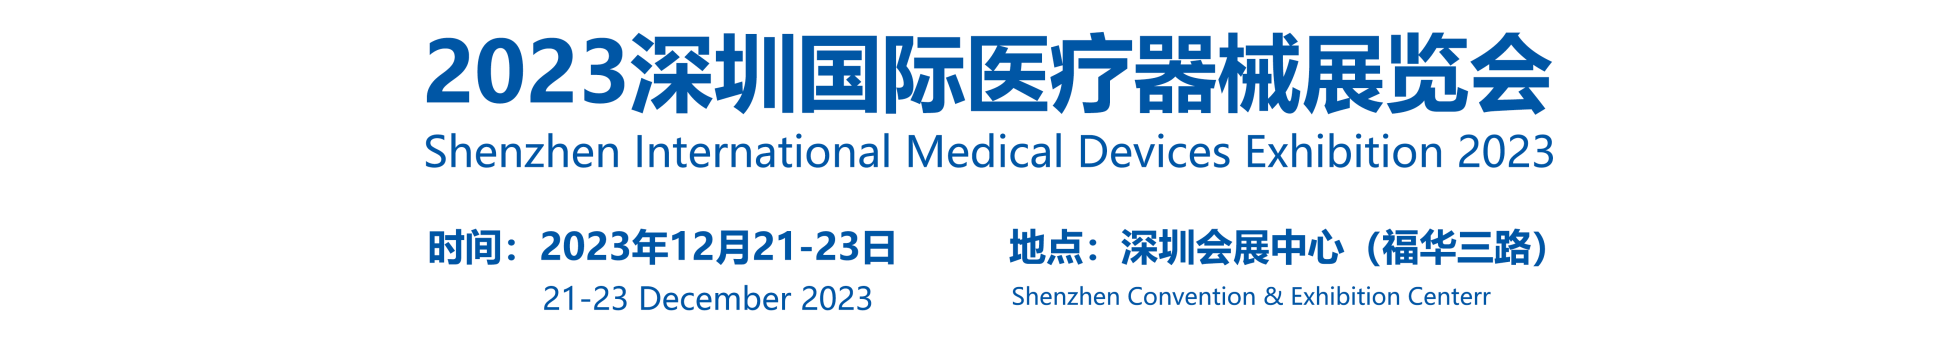 2023深圳国际医疗器械展览会
Shenzhen International Medical Devices Exhibition 2023
时间：2023年12月21-23日
21-23 December 2023
地点：深圳会展中心（福华三路）
Shenzhen Convention & Exhibition Centerr